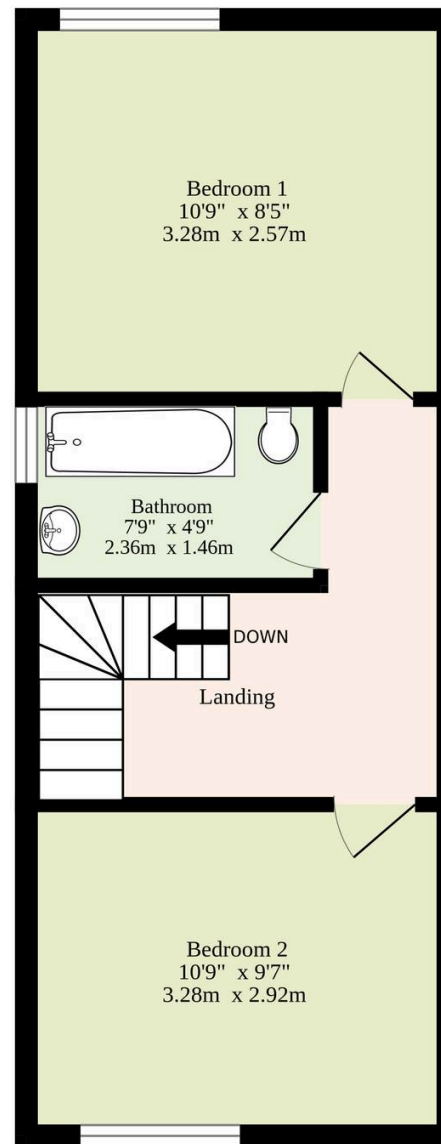 Bedroom 1
10'9" x 8'5"
3.28m x 2.57m
Bathroom
7'9" x 4'9"
2.36m x 1.46m
DOWN
Landing
Bedroom 2
10'9" x 9'7"
3.28m x 2.92m